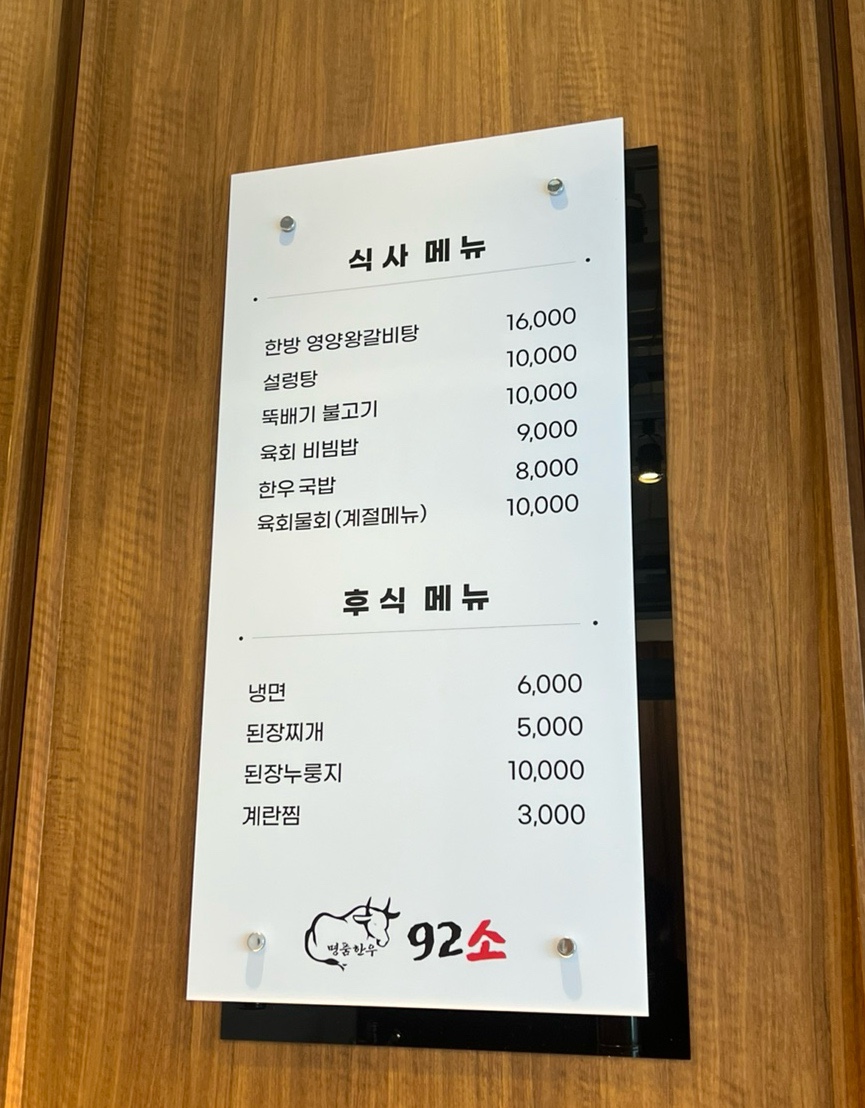 식사 메뉴
한방 영양왕갈비탕 16,000
설렁탕 10,000
뚝배기 불고기 10,000
육회 비빔밥 9,000
한우 국밥 8,000
육회물회(계절메뉴) 10,000
후식 메뉴
냉면 6,000
된장찌개 5,000
된장누룽지 10,000
계란찜 3,000
명품한우 92소